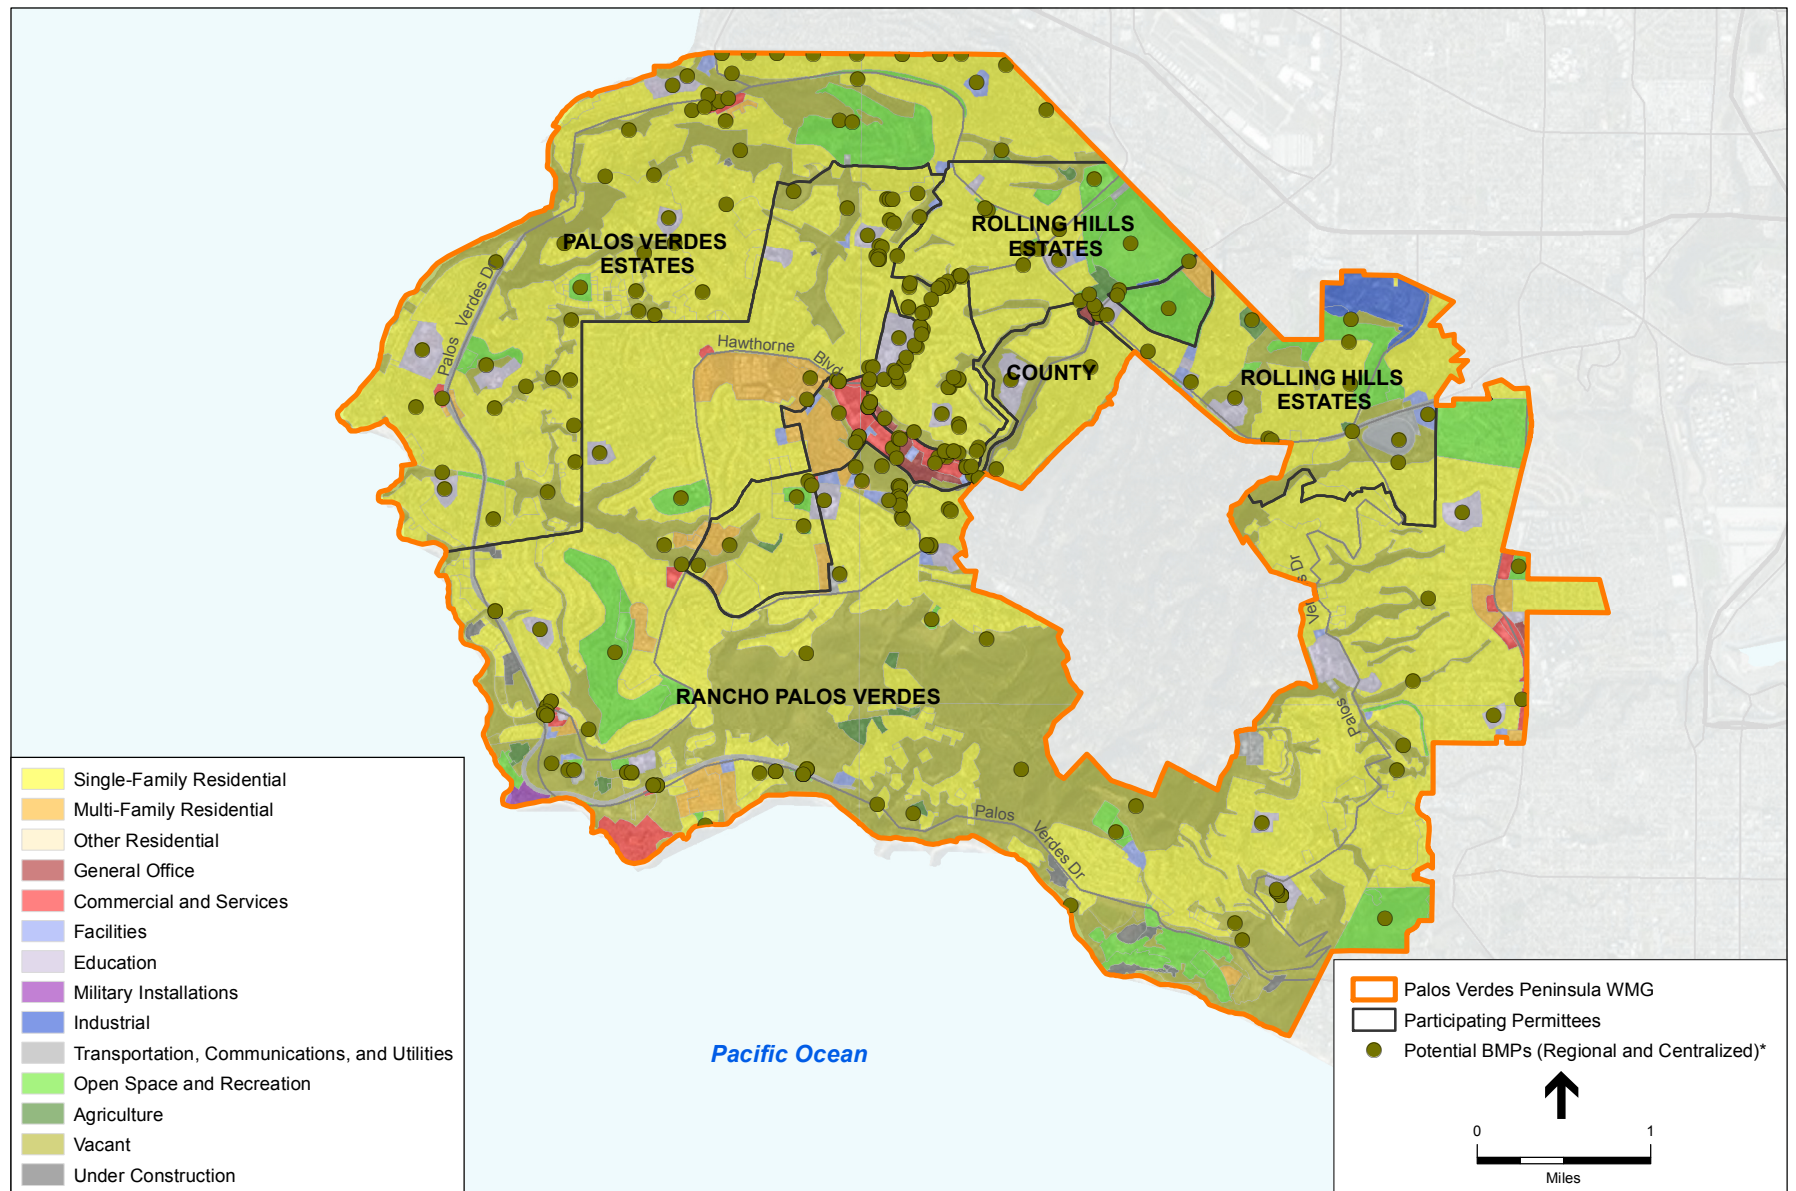 PALOS VERDES
ESTATES
ROLLING HILLS
ESTATES
Palos Verdes Dr
Hawthorne Blvd
COUNTY
ROLLING HILLS
ESTATES
Verdes Dr
Palos
RANCHO PALOS VERDES
Palos Verdes Dr
Pacific Ocean
Single-Family Residential
Multi-Family Residential
Other Residential
General Office
Commercial and Services
Facilities
Education
Military Installations
Industrial
Transportation, Communications, and Utilities
Open Space and Recreation
Agriculture
Vacant
Under Construction
Palos Verdes Peninsula WMG
Participating Permittees
Potential BMPs (Regional and Centralized)*
0 1
Miles